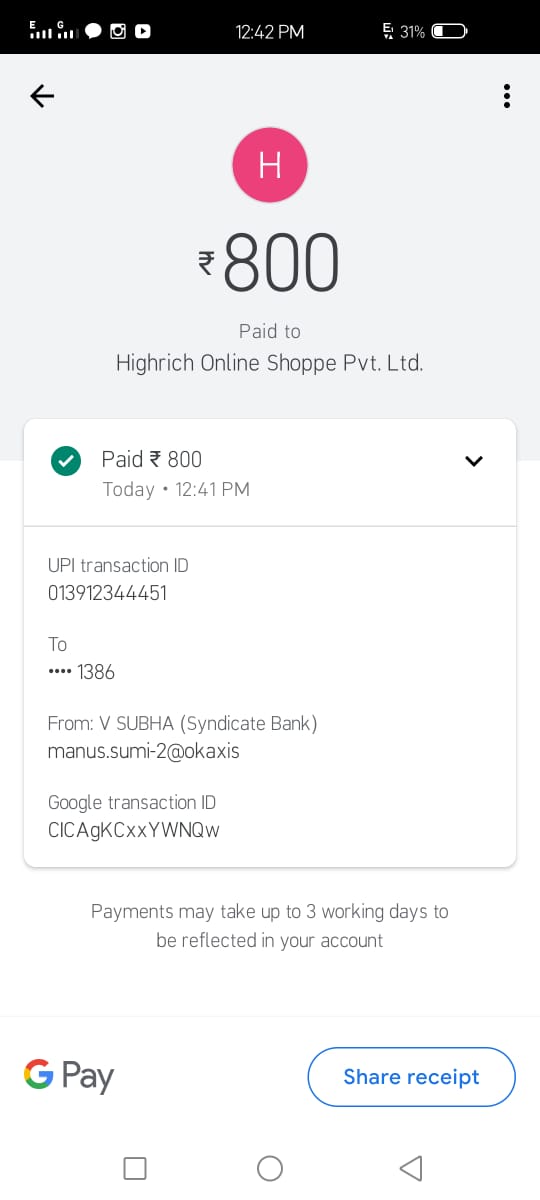 E G 12:42 PM E 31%
H
₹800
Paid to
Highrich Online Shoppe Pvt. Ltd.
Paid ₹ 800
Today • 12:41 PM
UPI transaction ID
013912344451
To
•••• 1386
From: V SUBHA (Syndicate Bank)
manus.sumi-2@okaxis
Google transaction ID
CICAgKCxxYWNQw
Payments may take up to 3 working days to
be reflected in your account
G Pay
Share receipt